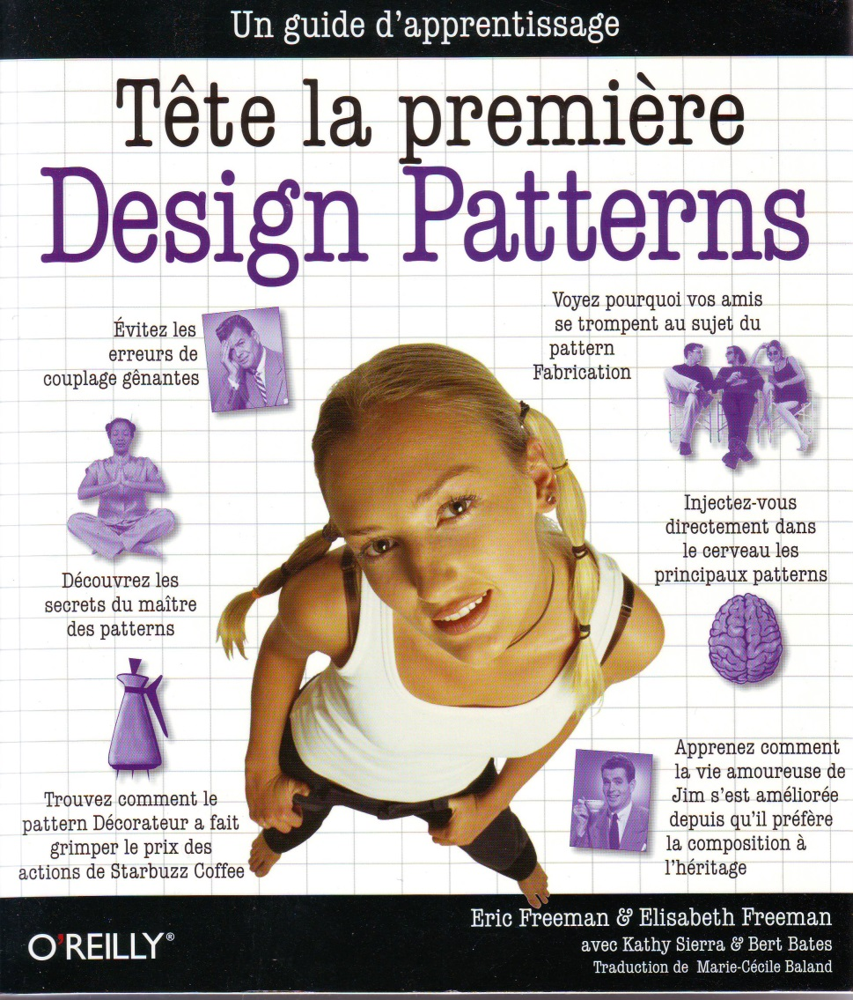 Un guide d'apprentissage
Tête la première
Design Patterns
Évitez les
erreurs de
couplage gênantes
Voyez pourquoi vos amis
se trompent au sujet du
pattern
Fabrication
Découvrez les
secrets du maître
des patterns
Injectez-vous
directement dans
le cerveau les
principaux patterns
Trouvez comment le
pattern Décorateur a fait
grimper le prix des
actions de Starbuzz Coffee
Apprenez comment
la vie amoureuse de
Jim s'est améliorée
depuis qu'il préfère
la composition à
l'héritage
O'REILLY®
Eric Freeman & Elisabeth Freeman
avec Kathy Sierra & Bert Bates
Traduction de Marie-Cécile Baland